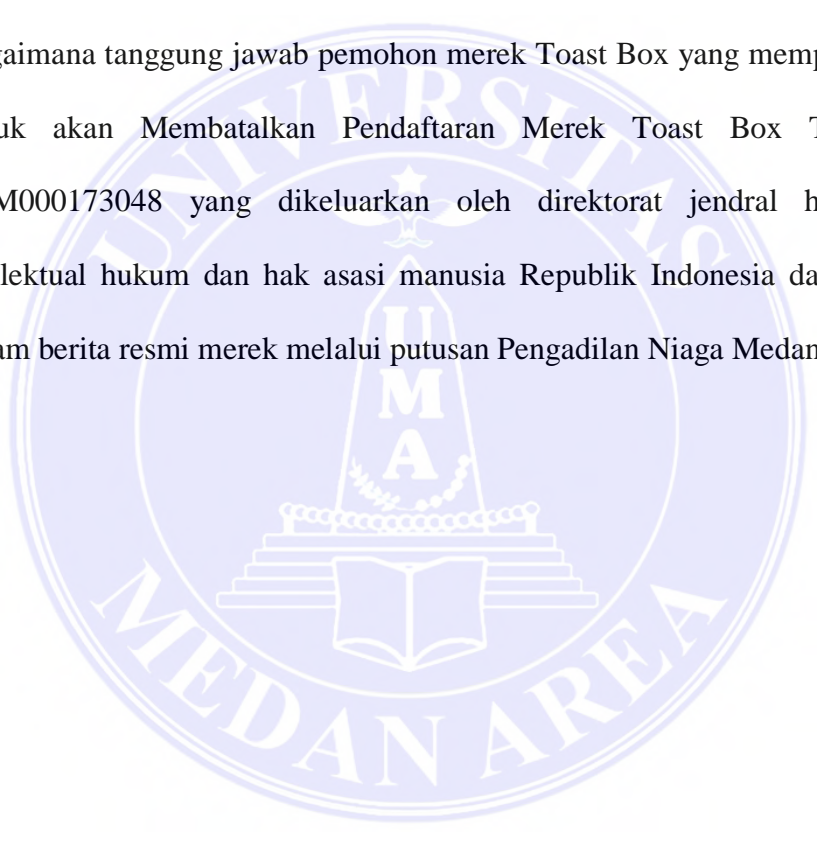 gaimana tanggung jawab pemohon merek Toast Box yang memp
uk akan Membatalkan Pendaftaran Merek Toast Box T
M000173048 yang dikeluarkan oleh direktorat jendral h
lektual hukum dan hak asasi manusia Republik Indonesia da
am berita resmi merek melalui putusan Pengadilan Niaga Medan
UNIVERSITAS
UMA
MEDAN AREA